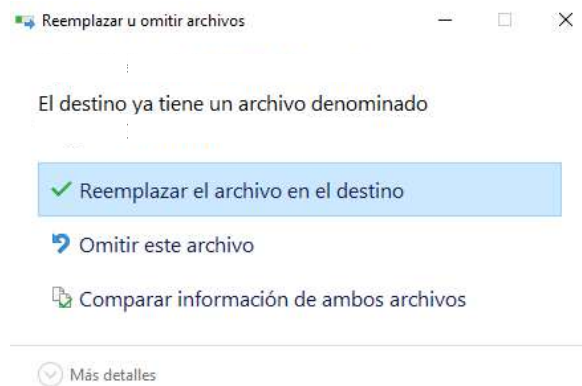 Reemplazar u omitir archivos
El destino ya tiene un archivo denominado
Reemplazar el archivo en el destino
Omitir este archivo
Comparar información de ambos archivos
Más detalles